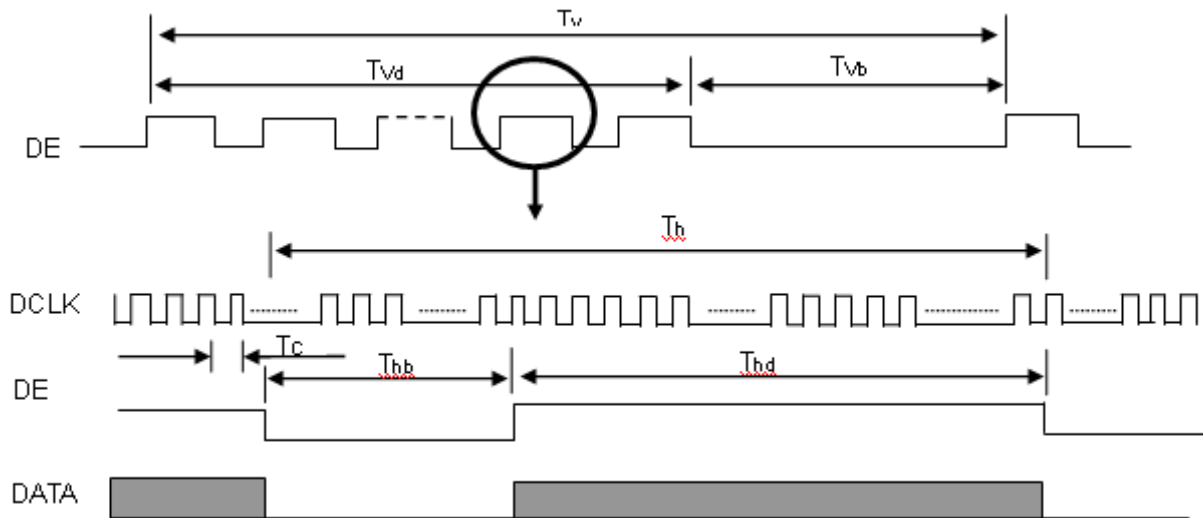 Tv
Tvd
Tvb
DE
Th
DCLK
Tc
Thb
Thd
DE
DATA